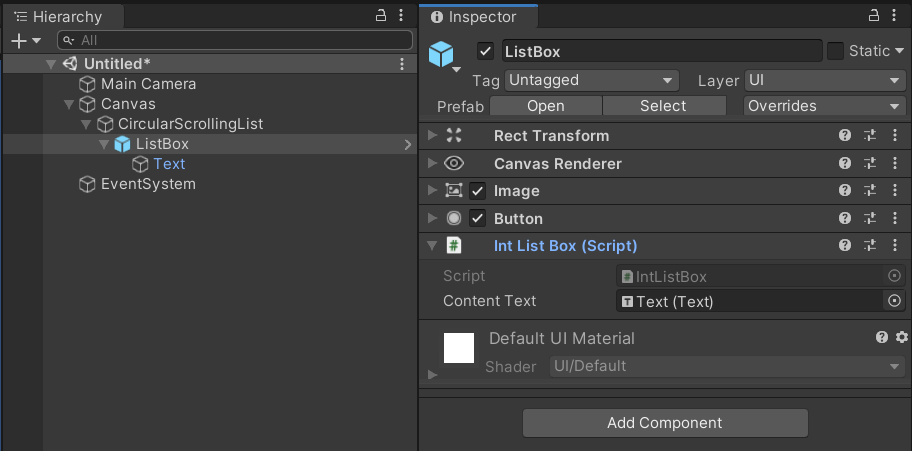 Hierarchy
All
Untitled*
Main Camera
Canvas
CircularScrollingList
ListBox
Text
EventSystem
Inspector
ListBox
Static
Tag Untagged Layer UI
Prefab Open Select Overrides
Rect Transform
Canvas Renderer
Image
Button
Int List Box (Script)
Script IntListBox
Content Text Text (Text)
Default UI Material
Shader UI/Default
Add Component